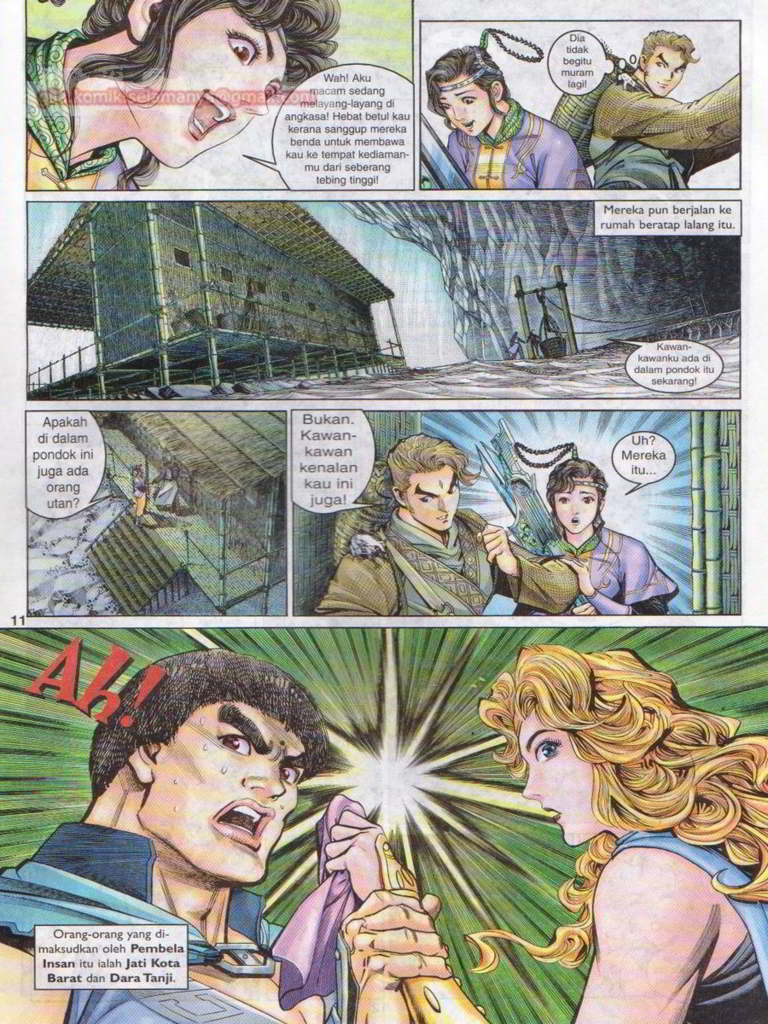 Wah! Aku
macam sedang
melayang-layang di
angkasa! Hebat betul kau
kerana sanggup mereka
benda untuk membawa
kau ke tempat kediaman-
mu dari seberang
tebing tinggi!
Dia
tidak
begitu
muram
lagi!
Mereka pun berjalan ke
rumah beratap lalang itu.
Kawan-
kawanku ada di
dalam pondok itu
sekarang!
Apakah
di dalam
pondok ini
juga ada
orang
utan?
Bukan.
Kawan-
kawan
kenalan
kau ini
juga!
Uh?
Mereka
itu...
11
Ah!
Orang-orang yang di-
maksudkan oleh Pembela
Insan itu ialah Jati Kota
Barat dan Dara Tanji.